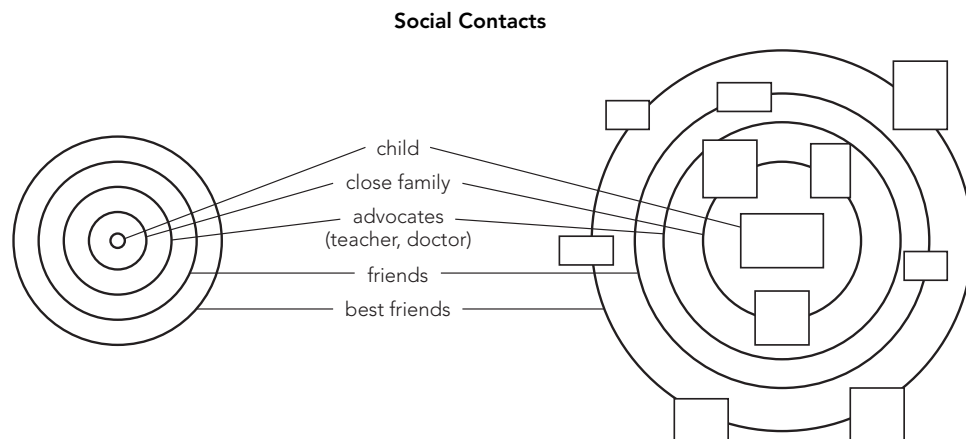 Social Contacts
child
close family
advocates
(teacher, doctor)
friends
best friends